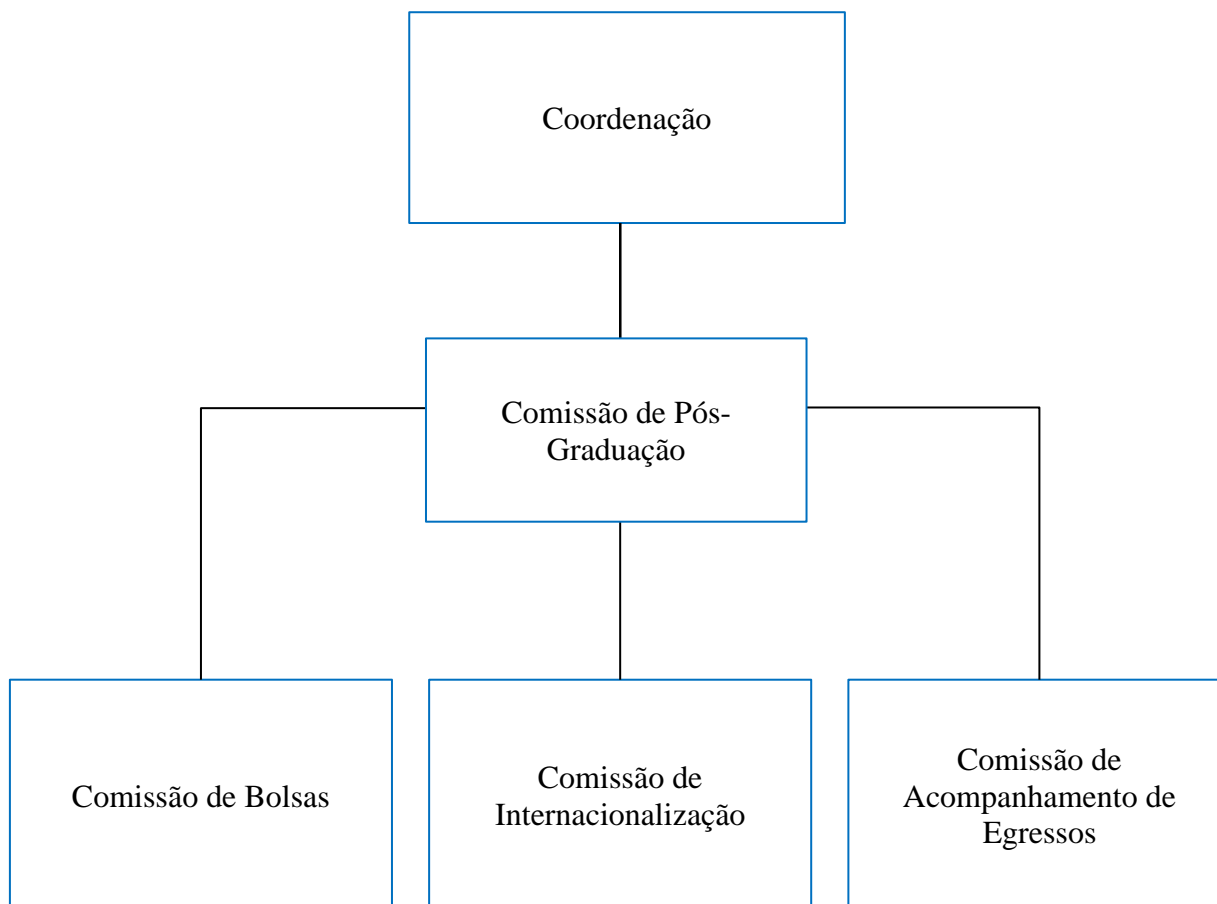 Coordenação
Comissão de Pós-
Graduação
Comissão de Bolsas
Comissão de
Internacionalização
Comissão de
Acompanhamento de
Egressos